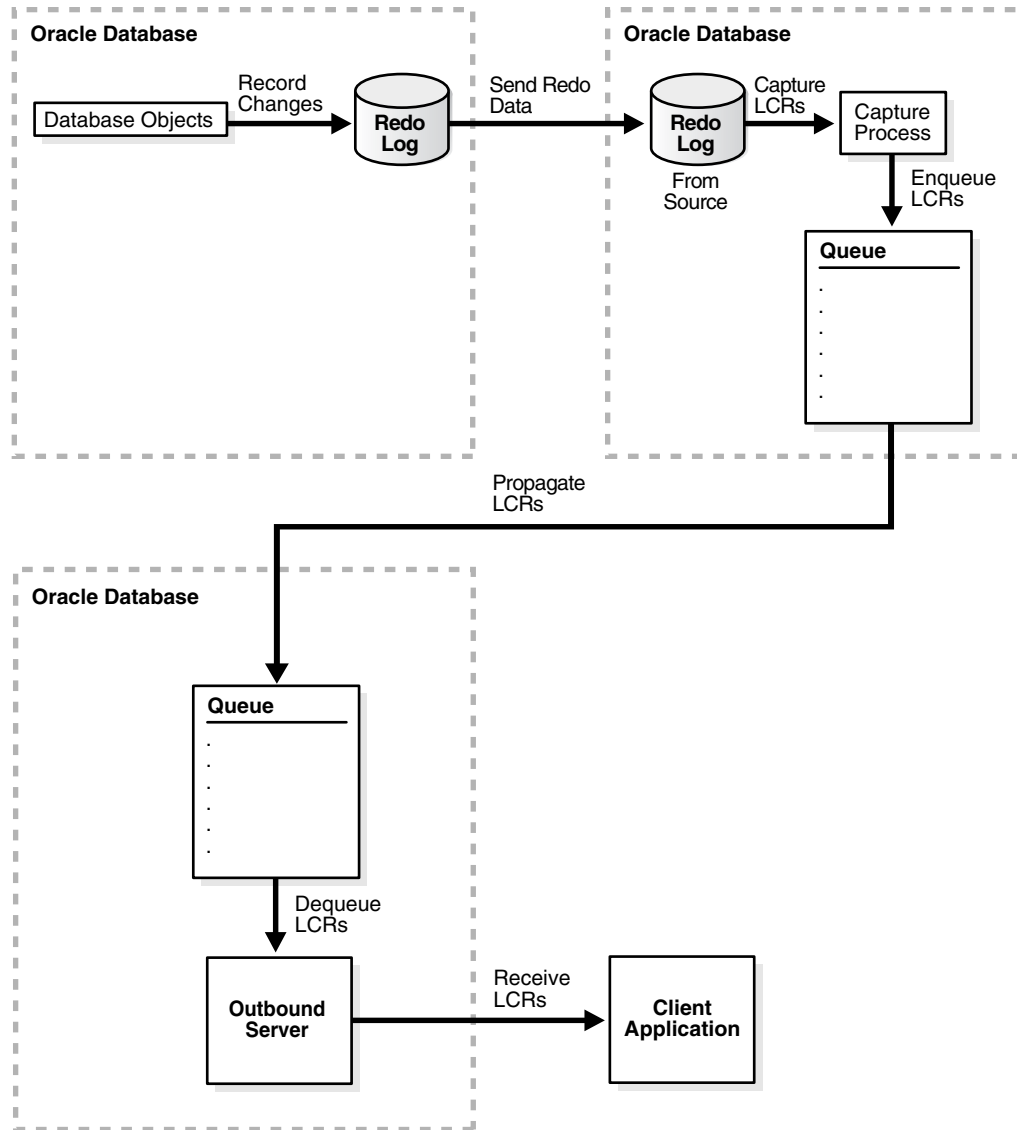 Oracle Database
Record
Changes
Database Objects
Redo
Log
Send Redo
Data
Oracle Database
Redo
Log
From
Source
Capture
LCRs
Capture
Process
Enqueue
LCRs
Queue
.
.
.
.
.
.
Propagate
LCRs
Oracle Database
Queue
.
.
.
.
.
.
Dequeue
LCRs
Outbound
Server
Receive
LCRs
Client
Application